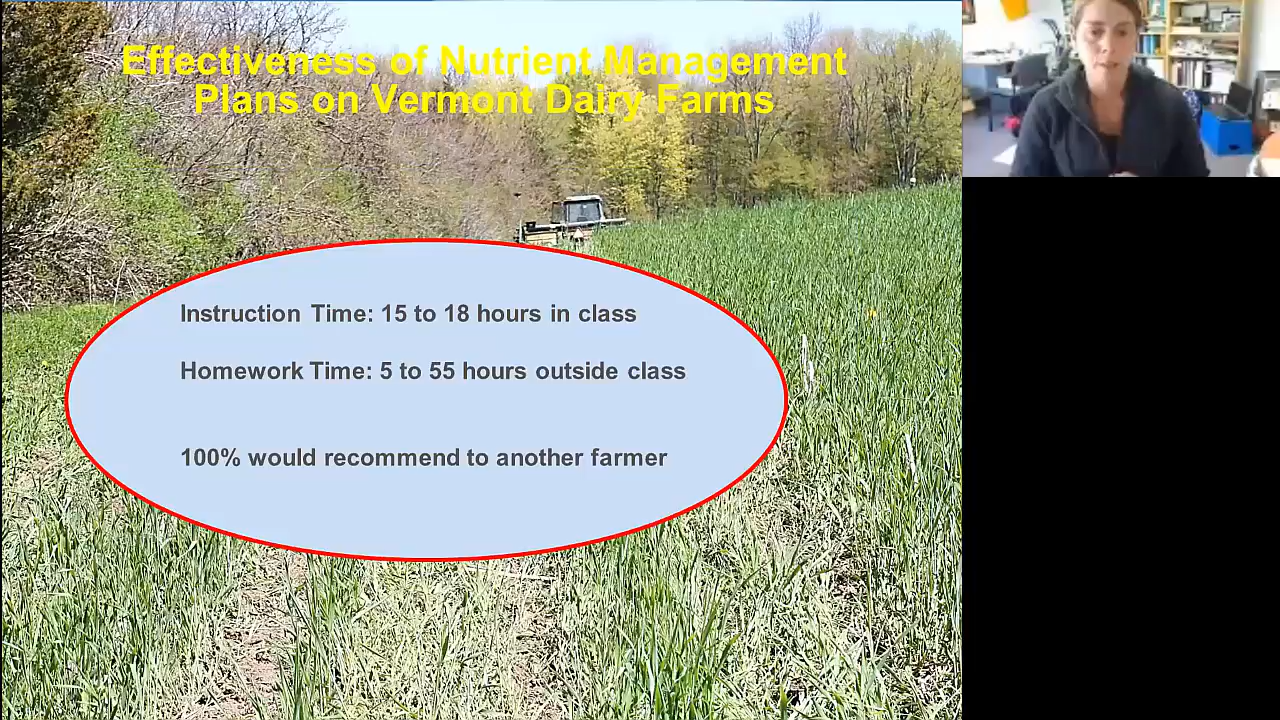 Effectiveness of Nutrient Management
Plans on Vermont Dairy Farms
Instruction Time: 15 to 18 hours in class
Homework Time: 5 to 55 hours outside class
100% would recommend to another farmer